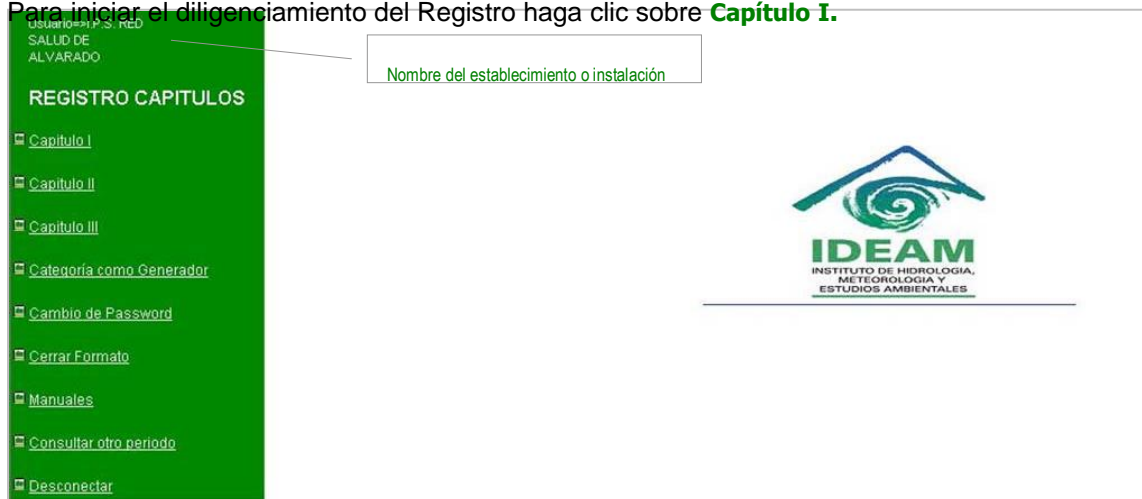 Para iniciar el diligenciamiento del Registro haga clic sobre Capítulo I.
Usuario=>I.P.S. RED
SALUD DE
ALVARADO
Nombre del establecimiento o instalación
REGISTRO CAPITULOS
Capitulo I
Capitulo II
Capitulo III
Categoría como Generador
Cambio de Password
Cerrar Formato
Manuales
Consultar otro periodo
Desconectar
IDEAM
INSTITUTO DE HIDROLOGIA,
METEOROLOGIA Y
ESTUDIOS AMBIENTALES